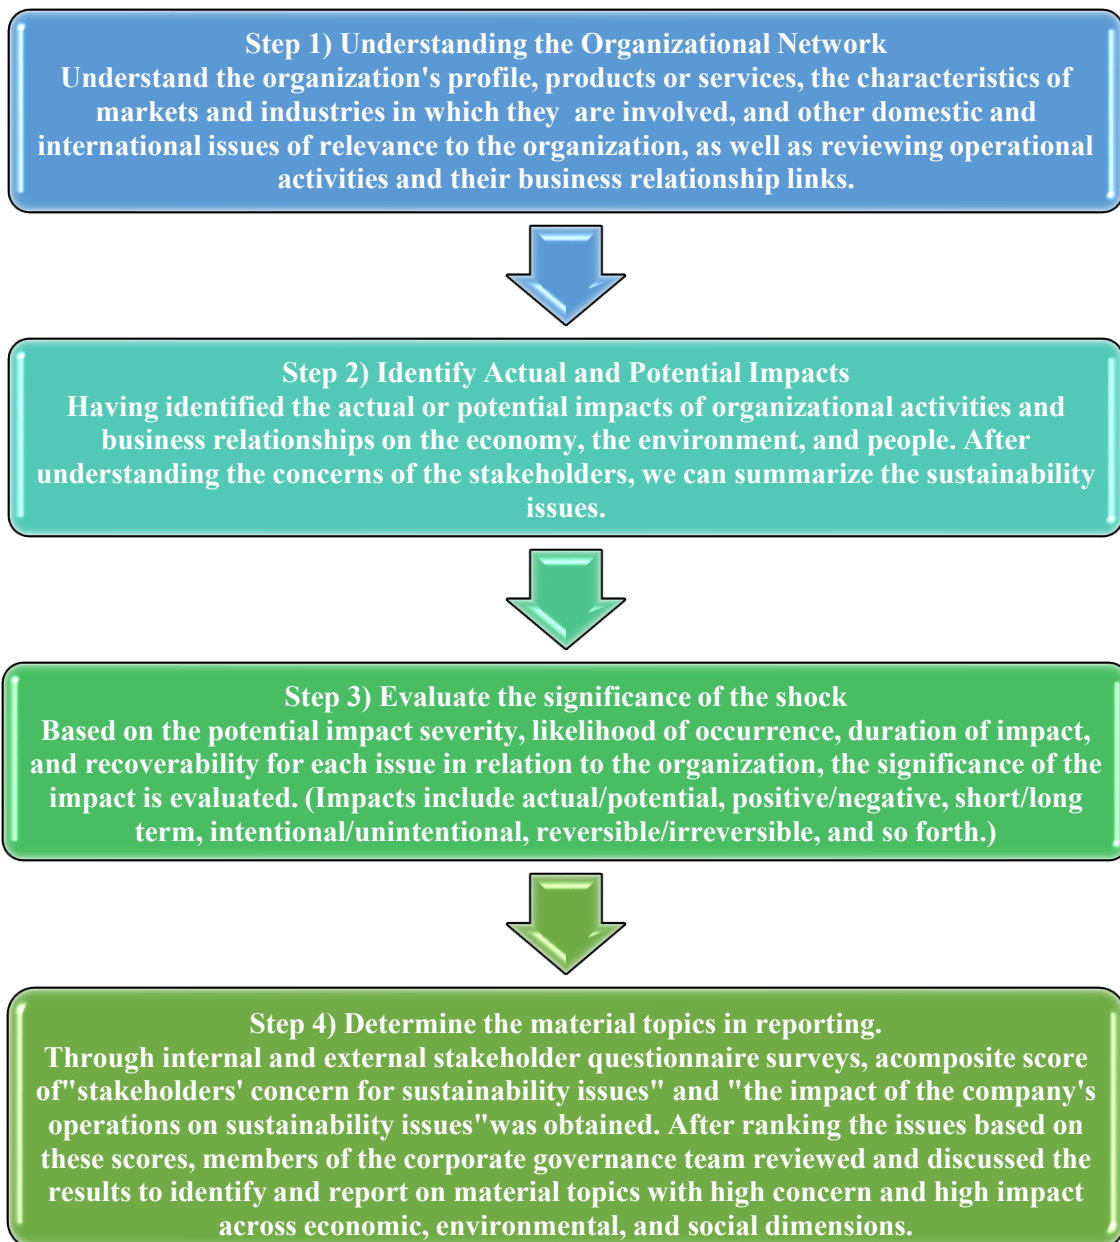 Step 1) Understanding the Organizational Network
Understand the organization's profile, products or services, the characteristics of
markets and industries in which they are involved, and other domestic and
international issues of relevance to the organization, as well as reviewing operational
activities and their business relationship links.
Step 2) Identify Actual and Potential Impacts
Having identified the actual or potential impacts of organizational activities and
business relationships on the economy, the environment, and people. After
understanding the concerns of the stakeholders, we can summarize the sustainability
issues.
Step 3) Evaluate the significance of the shock
Based on the potential impact severity, likelihood of occurrence, duration of impact,
and recoverability for each issue in relation to the organization, the significance of the
impact is evaluated. (Impacts include actual/potential, positive/negative, short/long
term, intentional/unintentional, reversible/irreversible, and so forth.)
Step 4) Determine the material topics in reporting.
Through internal and external stakeholder questionnaire surveys, acomposite score
of"stakeholders' concern for sustainability issues" and "the impact of the company's
operations on sustainability issues"was obtained. After ranking the issues based on
these scores, members of the corporate governance team reviewed and discussed the
results to identify and report on material topics with high concern and high impact
across economic, environmental, and social dimensions.